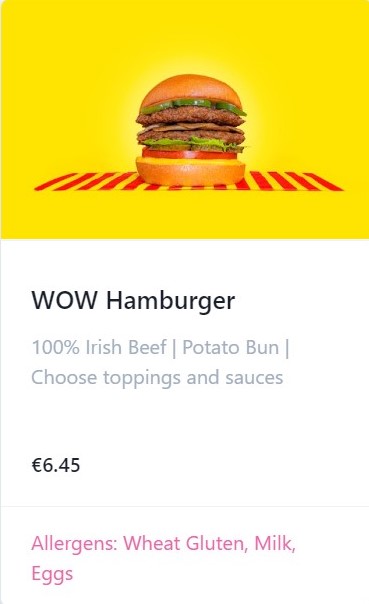 WOW Hamburger
100% Irish Beef | Potato Bun |
Choose toppings and sauces
€6.45
Allergens: Wheat Gluten, Milk,
Eggs